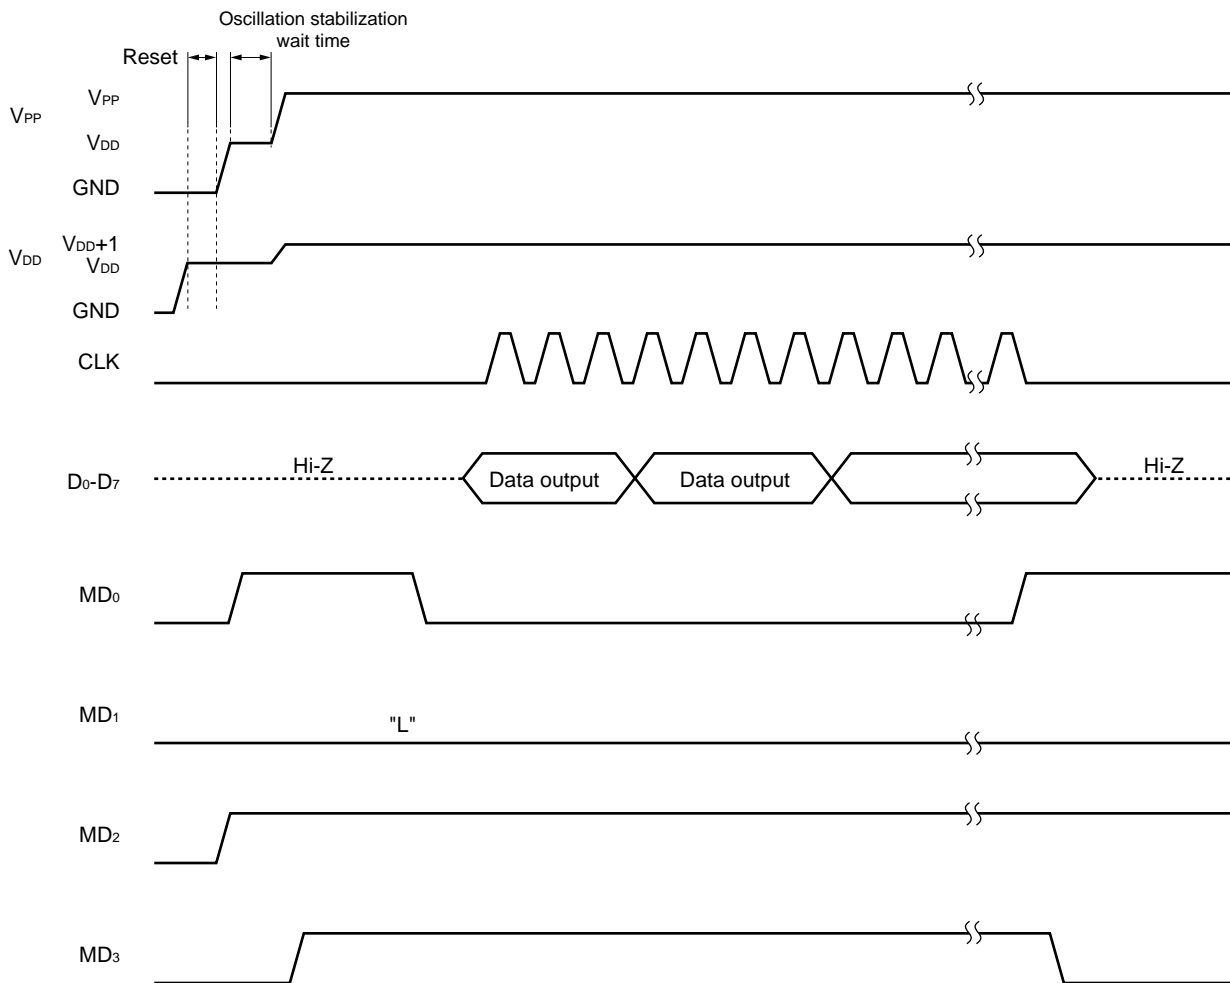 Oscillation stabilization
wait time
Reset
VPP
VPP
VDD
GND
VDD+1
VDD
VDD
GND
CLK
Hi-Z
Hi-Z
D0-D7
Data output
Data output
MD0
MD1
"L"
MD2
MD3